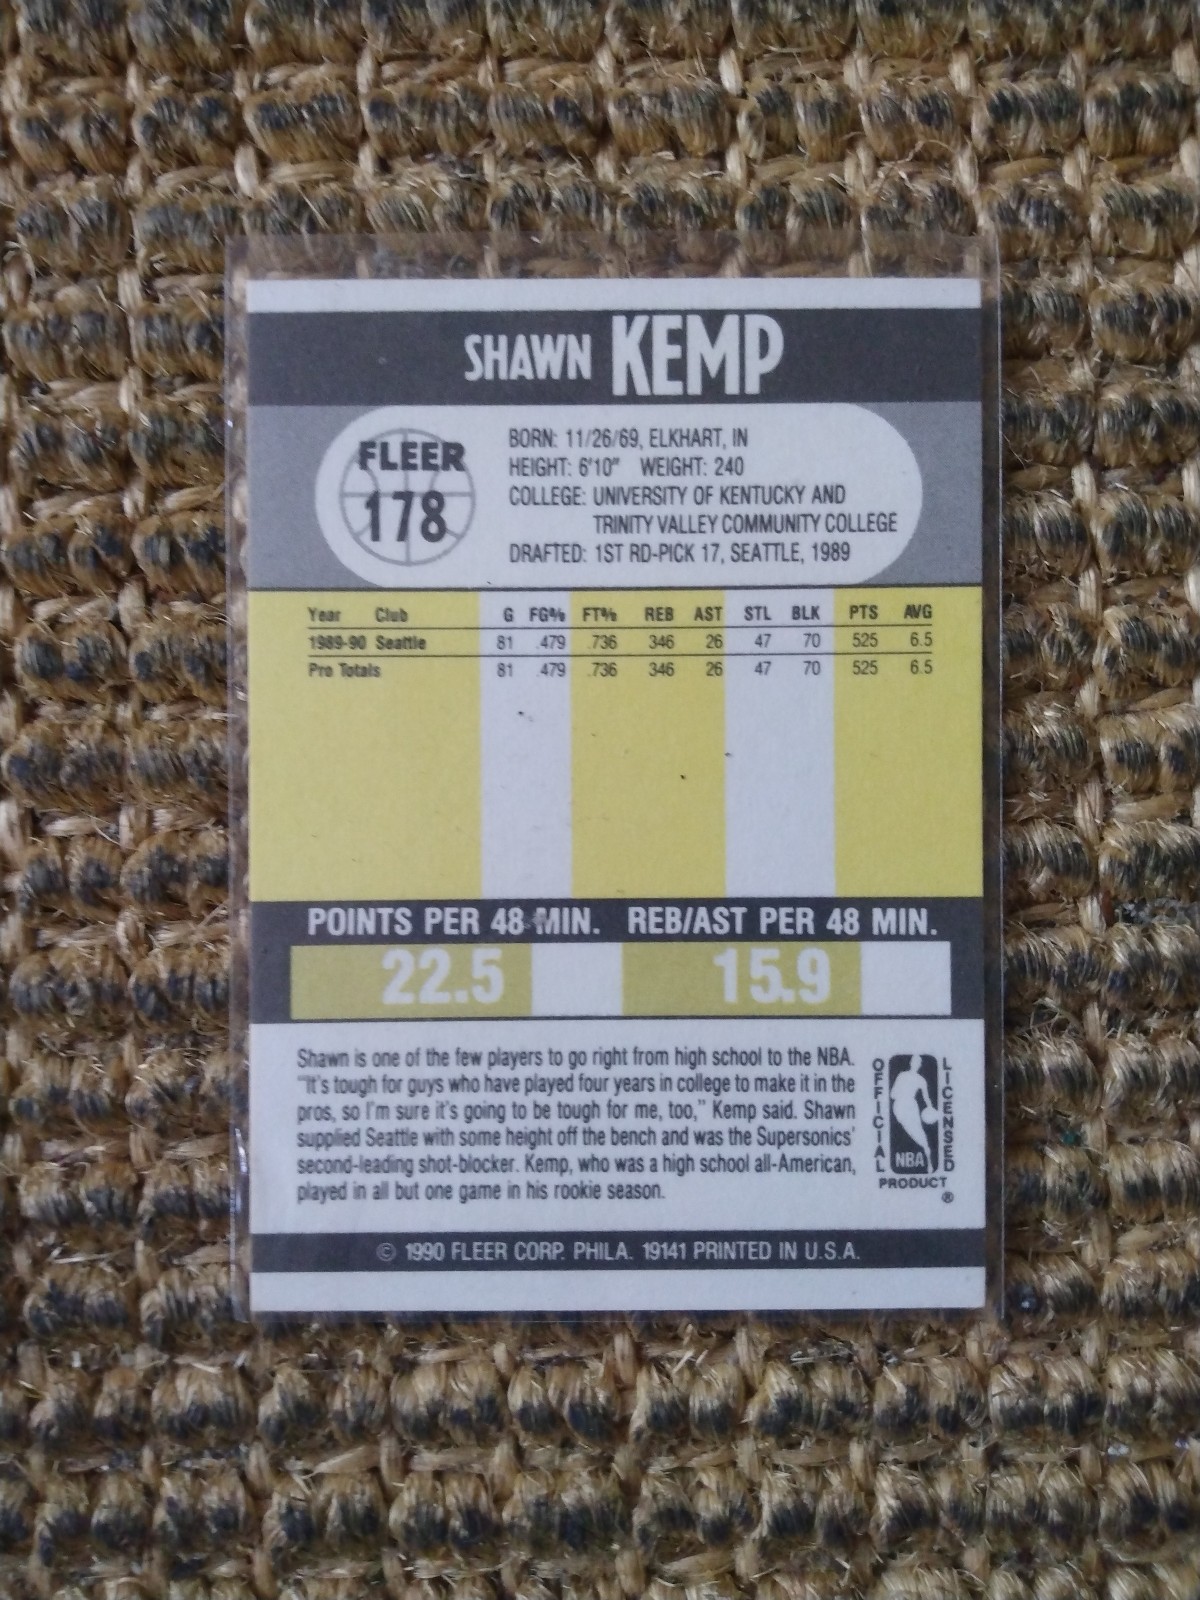 SHAWN KEMP
FLEER
178
BORN: 11/26/69, ELKHART, IN
HEIGHT: 6'10" WEIGHT: 240
COLLEGE: UNIVERSITY OF KENTUCKY AND
TRINITY VALLEY COMMUNITY COLLEGE
DRAFTED: 1ST RD-PICK 17, SEATTLE, 1989
Year Club G FG% FT% REB AST STL BLK PTS AVG
1989-90 Seattle 81 .479 .736 346 26 47 70 525 6.5
Pro Totals 81 .479 .736 346 26 47 70 525 6.5
POINTS PER 48 MIN. REB/AST PER 48 MIN.
22.5 15.9
Shawn is one of the few players to go right from high school to the NBA.
"It's tough for guys who have played four years in college to make it in the
pros, so I'm sure it's going to be tough for me, too," Kemp said. Shawn
supplied Seattle with some height off the bench and was the Supersonics'
second-leading shot-blocker. Kemp, who was a high school all-American,
played in all but one game in his rookie season.
OFFICIAL
NBA
LICENSED
PRODUCT
®
© 1990 FLEER CORP. PHILA. 19141 PRINTED IN U.S.A.